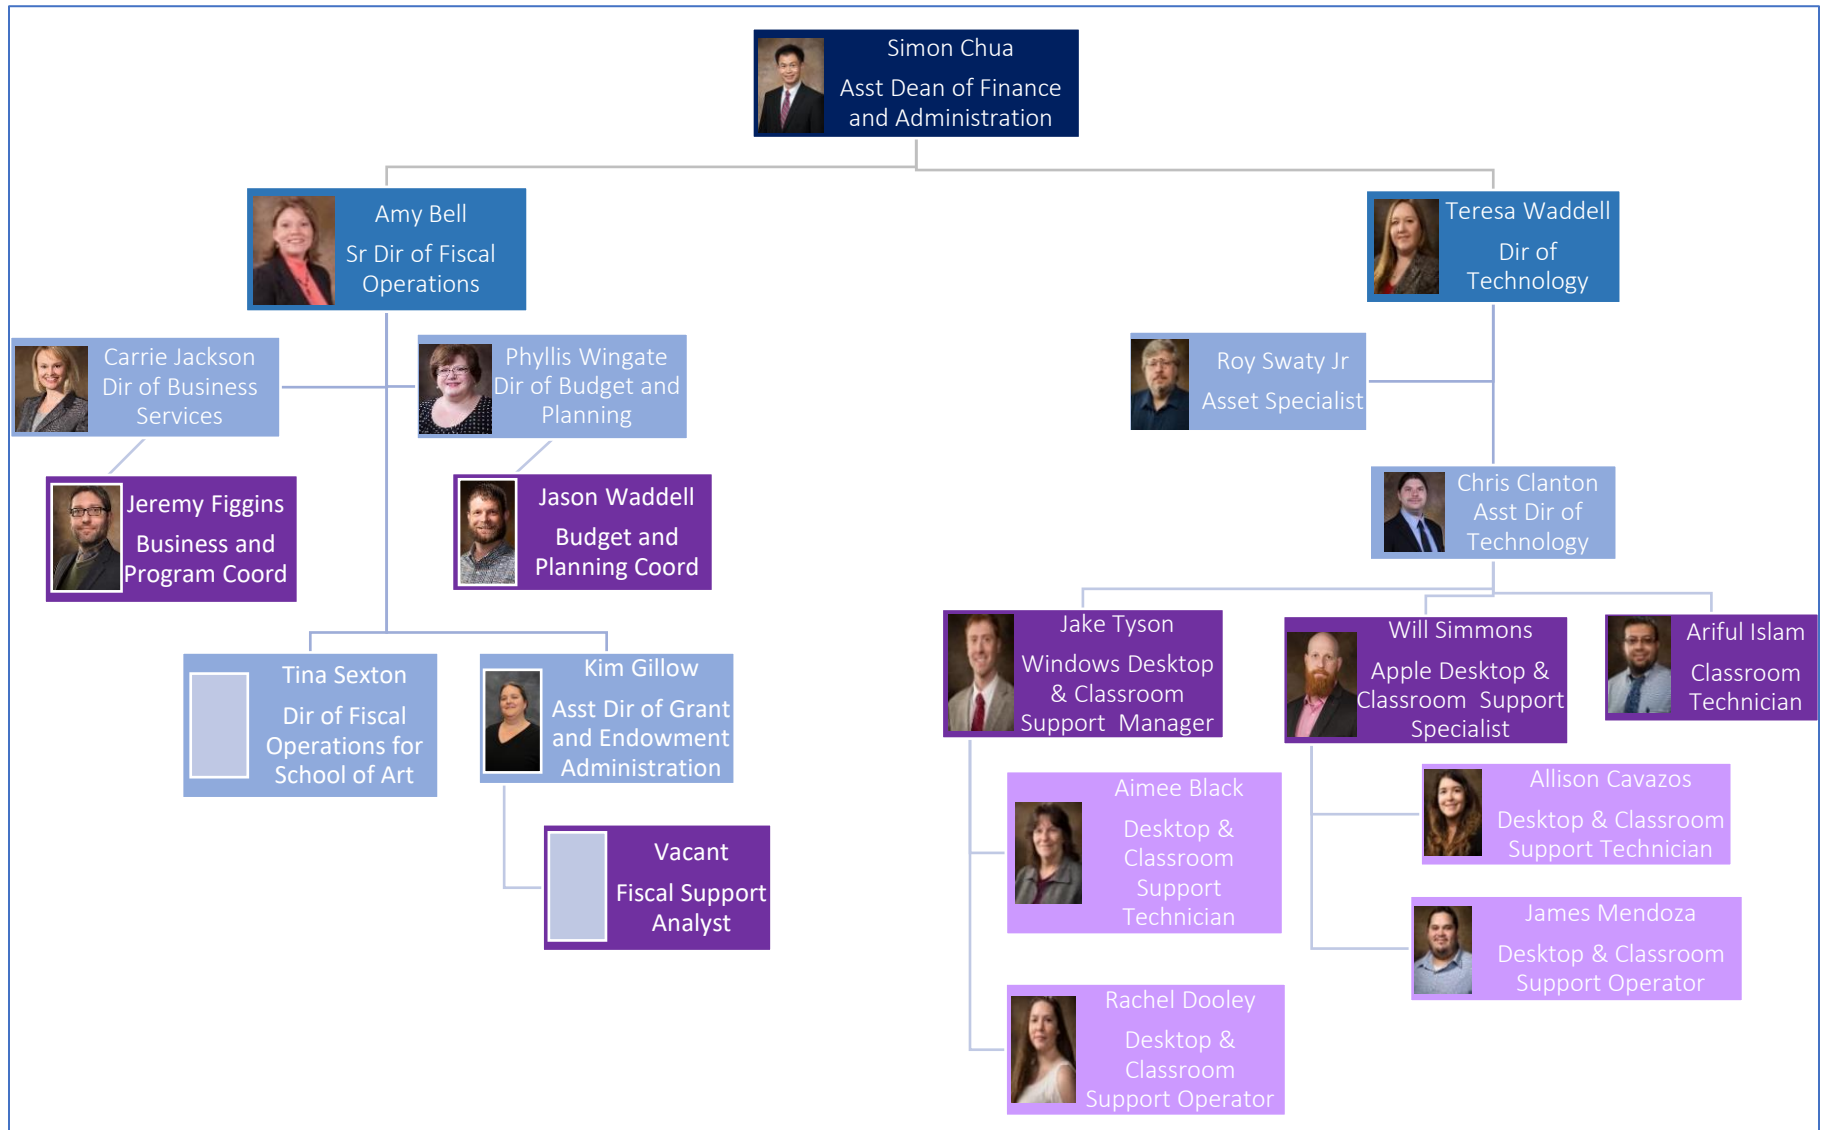 Simon Chua
Asst Dean of Finance
and Administration
Amy Bell
Sr Dir of Fiscal
Operations
Teresa Waddell
Dir of
Technology
Carrie Jackson
Dir of Business
Services
Phyllis Wingate
Dir of Budget and
Planning
Roy Swaty Jr
Asset Specialist
Jeremy Figgins
Business and
Program Coord
Jason Waddell
Budget and
Planning Coord
Chris Clanton
Asst Dir of
Technology
Tina Sexton
Dir of Fiscal
Operations for
School of Art
Kim Gillow
Asst Dir of Grant
and Endowment
Administration
Jake Tyson
Windows Desktop
& Classroom
Support Manager
Will Simmons
Apple Desktop &
Classroom Support
Specialist
Ariful Islam
Classroom
Technician
Vacant
Fiscal Support
Analyst
Aimee Black
Desktop &
Classroom
Support
Technician
Allison Cavazos
Desktop & Classroom
Support Technician
James Mendoza
Desktop & Classroom
Support Operator
Rachel Dooley
Desktop &
Classroom
Support Operator